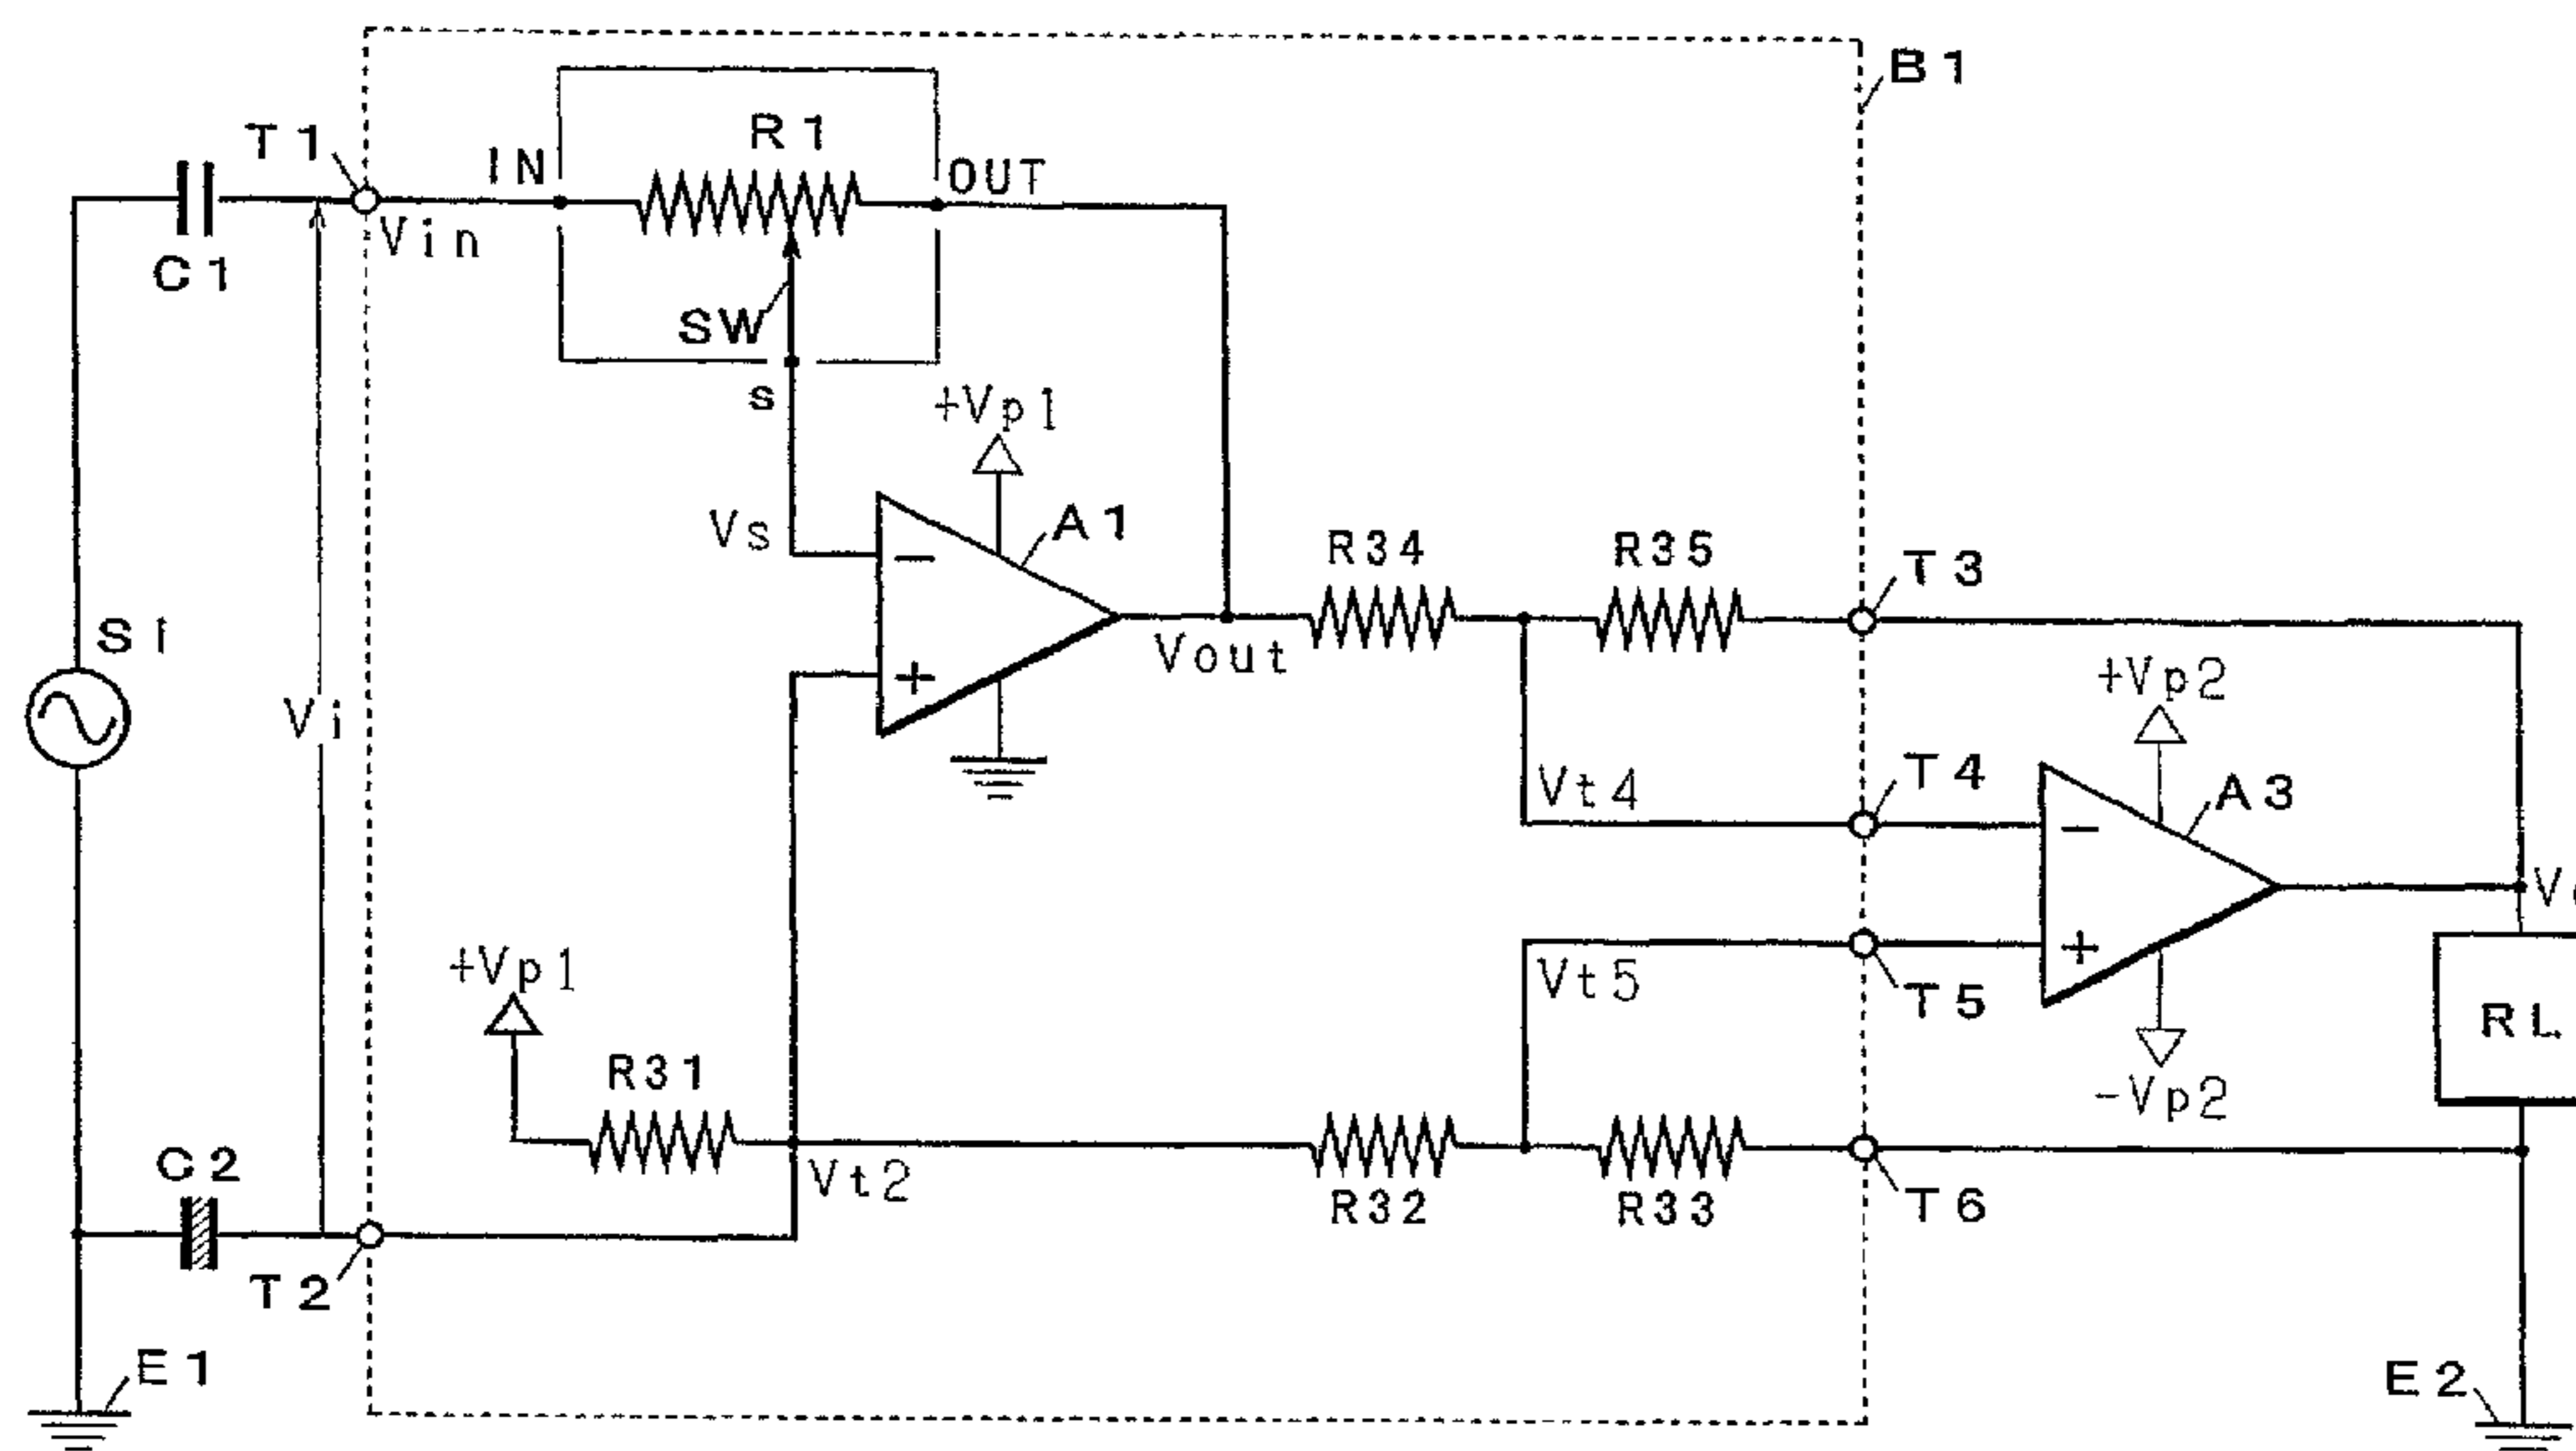 B1
T1
IN
R1
OUT
Vin
C1
SW
s
+Vp1
Vs
A1
−
+
Vout
R34
R35
T3
S1
Vi
+Vp2
Vt4
T4
A3
−
+
Vt5
T5
-Vp2
RL
+Vp1
R31
Vt2
R32
R33
T6
C2
T2
E1
E2